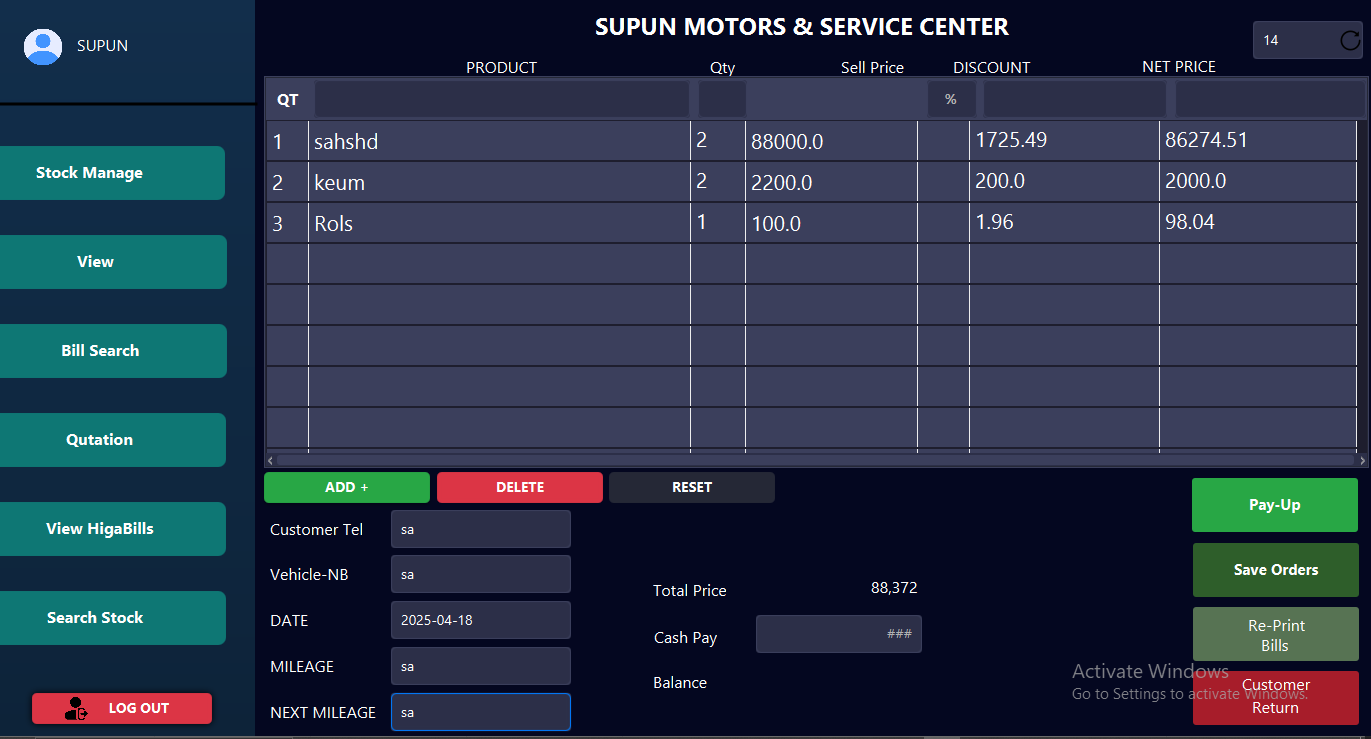 SUPUN
SUPUN MOTORS & SERVICE CENTER
14
PRODUCT Qty Sell Price DISCOUNT NET PRICE
QT %
1 sahshd 2 88000.0 1725.49 86274.51
2 keum 2 2200.0 200.0 2000.0
3 Rols 1 100.0 1.96 98.04
Stock Manage
View
Bill Search
Qutation
View HigaBills
Search Stock
LOG OUT
ADD + DELETE RESET
Customer Tel sa
Vehicle-NB sa
DATE 2025-04-18
MILEAGE sa
NEXT MILEAGE sa
Total Price 88,372
Cash Pay ###
Balance
Pay-Up
Save Orders
Re-Print
Bills
Customer
Return
Activate Windows
Go to Settings to activate Windows.